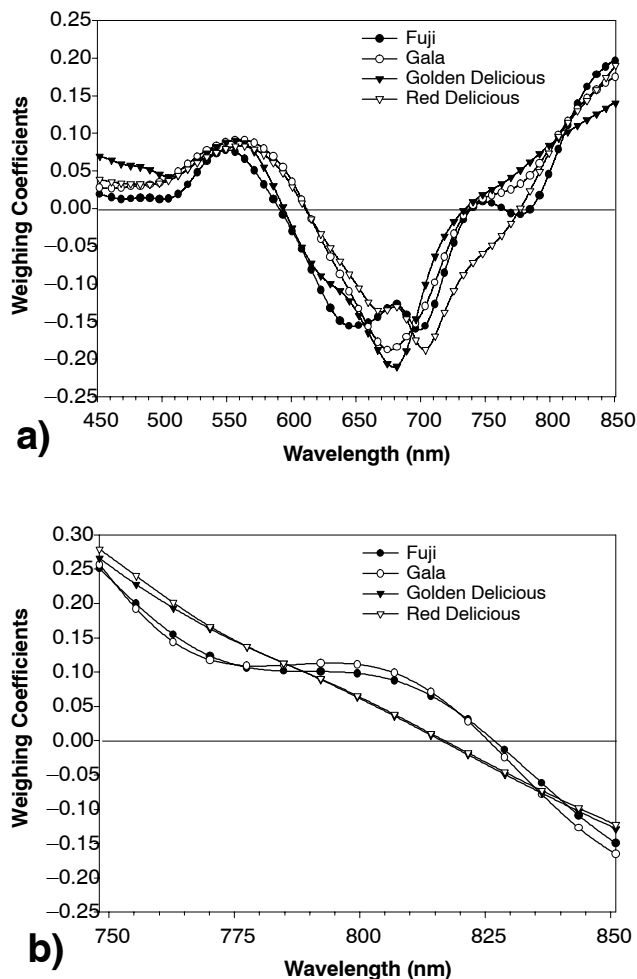 0.25
0.20
0.15
0.10
0.05
0.00
−0.05
−0.10
−0.15
−0.20
−0.25
Weighing Coefficients
Fuji
Gala
Golden Delicious
Red Delicious
450 500 550 600 650 700 750 800 850
Wavelength (nm)
a)
0.30
0.25
0.20
0.15
0.10
0.05
0.00
−0.05
−0.10
−0.15
−0.20
−0.25
Weighing Coefficients
Fuji
Gala
Golden Delicious
Red Delicious
750 775 800 825 850
Wavelength (nm)
b)